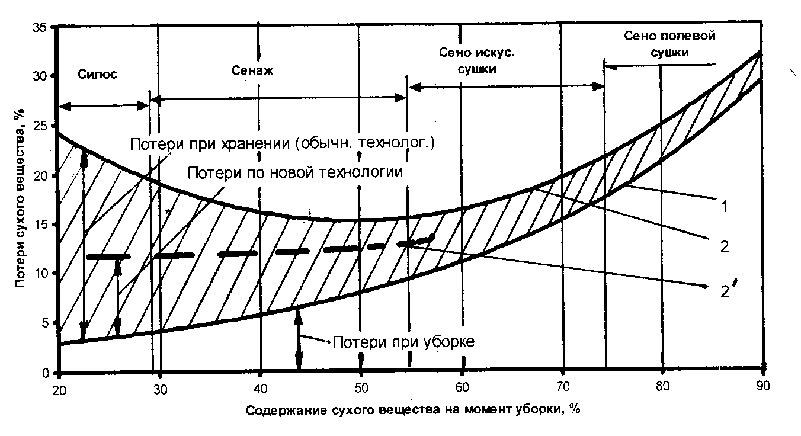 35
30
25
20
15
10
5
0
Потери сухого вещества, %
Силос
Сенаж
Сено искус.
сушки
Сено полевой
сушки
Потери при хранении (обычн. технолог.)
Потери по новой технологии
1
2
2′
Потери при уборке
20 30 40 50 60 70 80 90
Содержание сухого вещества на момент уборки, %